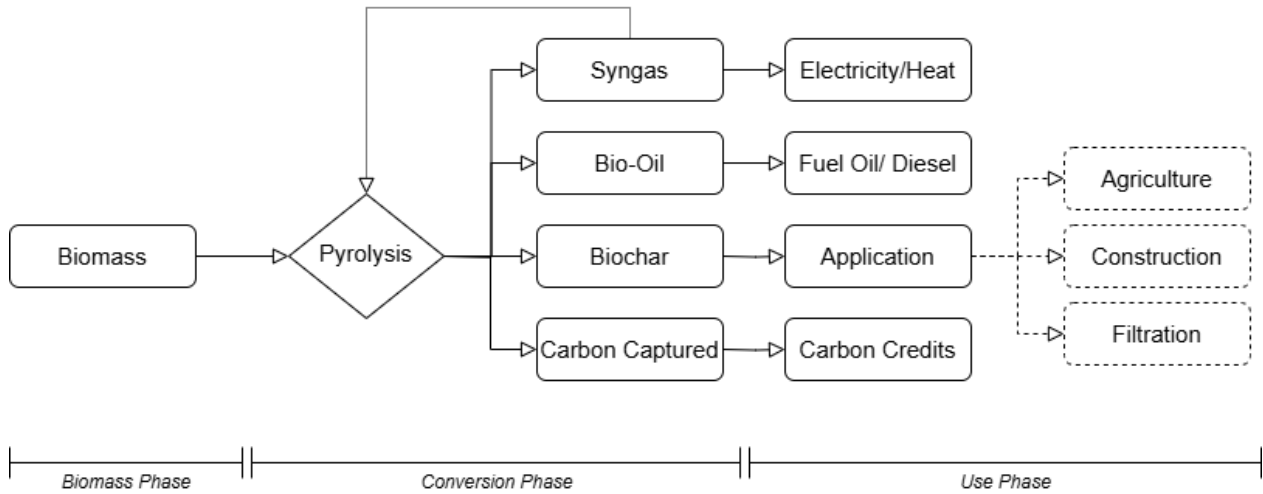 Syngas
Electricity/Heat
Bio-Oil
Fuel Oil/ Diesel
Agriculture
Biomass
Pyrolysis
Biochar
Application
Construction
Carbon Captured
Carbon Credits
Filtration
Biomass Phase
Conversion Phase
Use Phase